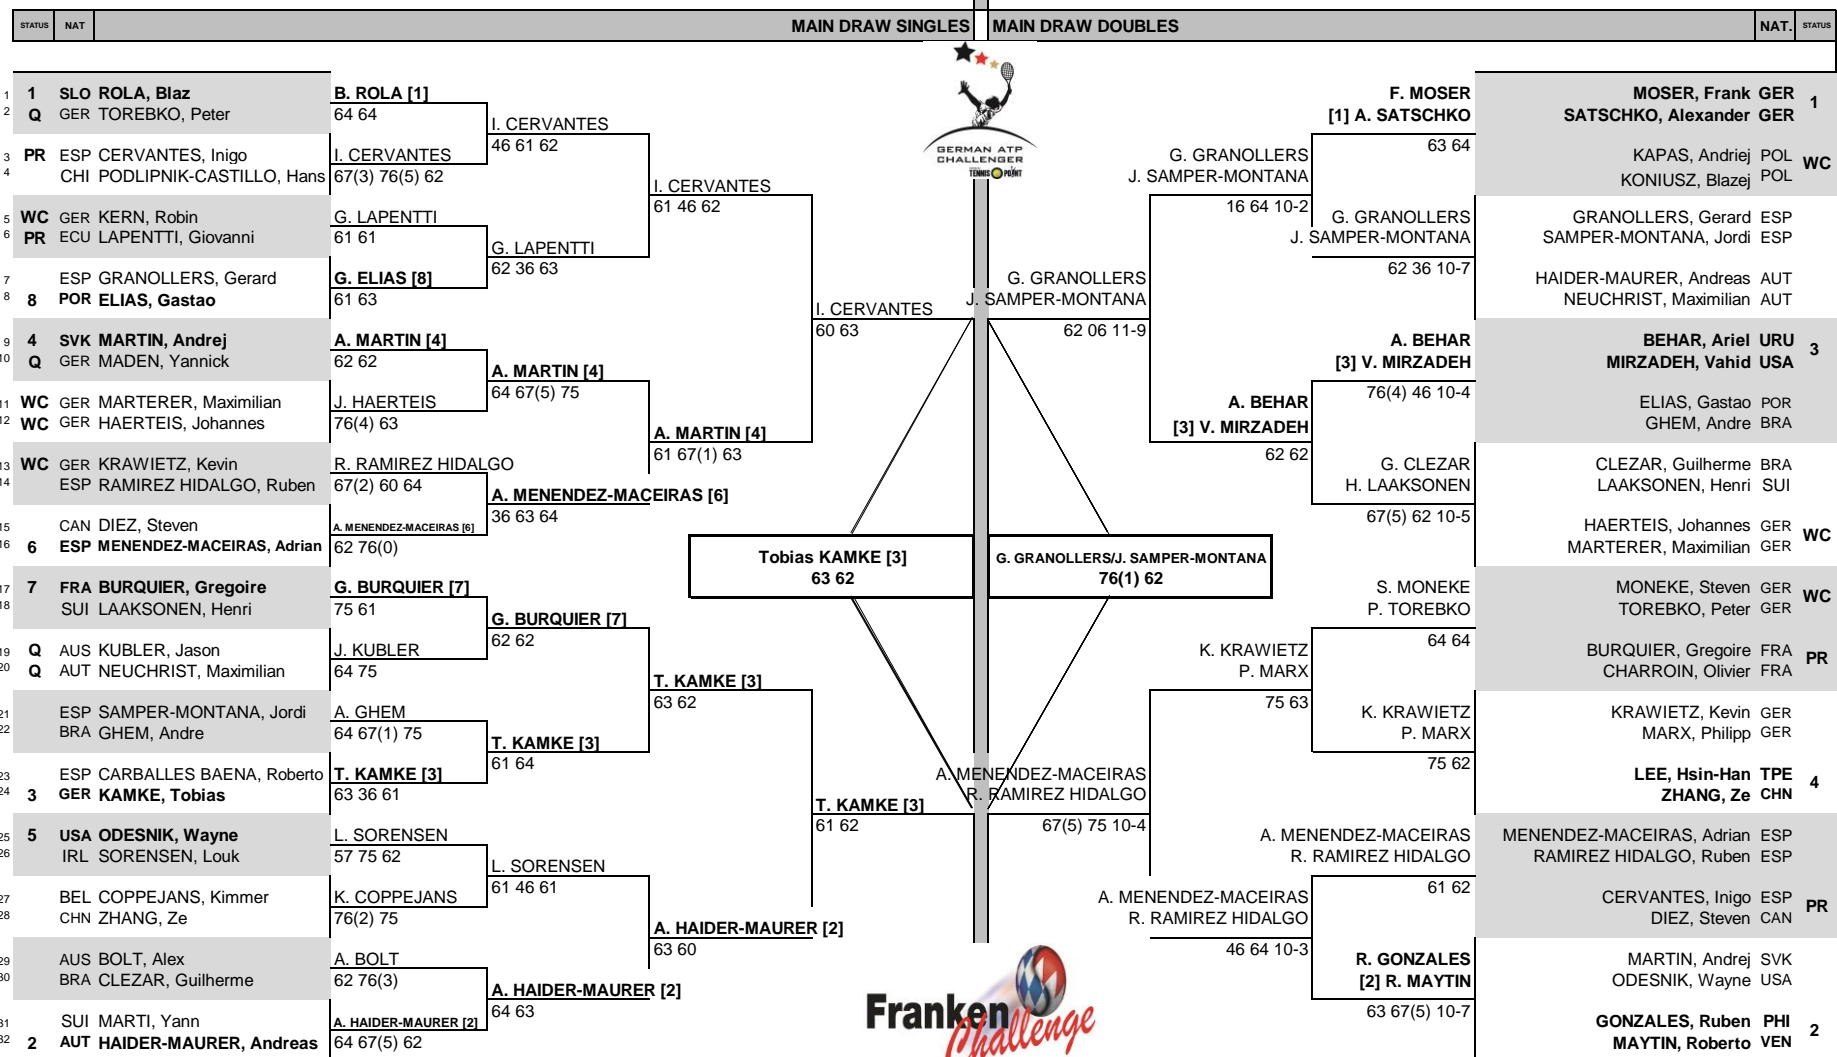 STATUS NAT MAIN DRAW SINGLES MAIN DRAW DOUBLES NAT. STATUS
GERMAN ATP
CHALLENGER
TENNIS POINT
1 1 SLO ROLA, Blaz
2 Q GER TOREBKO, Peter
3 PR ESP CERVANTES, Inigo
4 CHI PODLIPNIK-CASTILLO, Hans
5 WC GER KERN, Robin
6 PR ECU LAPENTTI, Giovanni
7 ESP GRANOLLERS, Gerard
8 8 POR ELIAS, Gastao
9 4 SVK MARTIN, Andrej
10 Q GER MADEN, Yannick
11 WC GER MARTERER, Maximilian
12 WC GER HAERTEIS, Johannes
13 WC GER KRAWIETZ, Kevin
14 ESP RAMIREZ HIDALGO, Ruben
15 CAN DIEZ, Steven
16 6 ESP MENENDEZ-MACEIRAS, Adrian
17 7 FRA BURQUIER, Gregoire
18 SUI LAAKSONEN, Henri
19 Q AUS KUBLER, Jason
20 Q AUT NEUCHRIST, Maximilian
21 ESP SAMPER-MONTANA, Jordi
22 BRA GHEM, Andre
23 ESP CARBALLES BAENA, Roberto
24 3 GER KAMKE, Tobias
25 5 USA ODESNIK, Wayne
26 IRL SORENSEN, Louk
27 BEL COPPEJANS, Kimmer
28 CHN ZHANG, Ze
29 AUS BOLT, Alex
30 BRA CLEZAR, Guilherme
31 SUI MARTI, Yann
32 2 AUT HAIDER-MAURER, Andreas
B. ROLA [1]
64 64
I. CERVANTES
67(3) 76(5) 62
G. LAPENTTI
61 61
G. ELIAS [8]
61 63
A. MARTIN [4]
62 62
J. HAERTEIS
76(4) 63
R. RAMIREZ HIDALGO
67(2) 60 64
A. MENENDEZ-MACEIRAS [6]
62 76(0)
G. BURQUIER [7]
75 61
J. KUBLER
64 75
A. GHEM
64 67(1) 75
T. KAMKE [3]
63 36 61
L. SORENSEN
57 75 62
K. COPPEJANS
76(2) 75
A. BOLT
62 76(3)
A. HAIDER-MAURER [2]
64 67(5) 62
I. CERVANTES
46 61 62
G. LAPENTTI
62 36 63
A. MARTIN [4]
64 67(5) 75
A. MENENDEZ-MACEIRAS [6]
36 63 64
G. BURQUIER [7]
62 62
T. KAMKE [3]
61 64
L. SORENSEN
61 46 61
A. HAIDER-MAURER [2]
64 63
I. CERVANTES
61 46 62
A. MARTIN [4]
61 67(1) 63
T. KAMKE [3]
63 62
A. HAIDER-MAURER [2]
63 60
I. CERVANTES
60 63
T. KAMKE [3]
61 62
Tobias KAMKE [3]
63 62
G. GRANOLLERS/J. SAMPER-MONTANA
76(1) 62
G. GRANOLLERS
J. SAMPER-MONTANA
62 06 11-9
A. MENENDEZ-MACEIRAS
R. RAMIREZ HIDALGO
67(5) 75 10-4
G. GRANOLLERS
J. SAMPER-MONTANA
16 64 10-2
A. BEHAR
[3] V. MIRZADEH
62 62
K. KRAWIETZ
P. MARX
75 63
A. MENENDEZ-MACEIRAS
R. RAMIREZ HIDALGO
46 64 10-3
F. MOSER
[1] A. SATSCHKO
63 64
G. GRANOLLERS
J. SAMPER-MONTANA
62 36 10-7
A. BEHAR
[3] V. MIRZADEH
76(4) 46 10-4
G. CLEZAR
H. LAAKSONEN
67(5) 62 10-5
S. MONEKE
P. TOREBKO
64 64
K. KRAWIETZ
P. MARX
75 62
A. MENENDEZ-MACEIRAS
R. RAMIREZ HIDALGO
61 62
R. GONZALES
[2] R. MAYTIN
63 67(5) 10-7
MOSER, Frank GER 1
SATSCHKO, Alexander GER
KAPAS, Andriej POL WC
KONIUSZ, Blazej POL
GRANOLLERS, Gerard ESP
SAMPER-MONTANA, Jordi ESP
HAIDER-MAURER, Andreas AUT
NEUCHRIST, Maximilian AUT
BEHAR, Ariel URU 3
MIRZADEH, Vahid USA
ELIAS, Gastao POR
GHEM, Andre BRA
CLEZAR, Guilherme BRA
LAAKSONEN, Henri SUI
HAERTEIS, Johannes GER WC
MARTERER, Maximilian GER
MONEKE, Steven GER WC
TOREBKO, Peter GER
BURQUIER, Gregoire FRA PR
CHARROIN, Olivier FRA
KRAWIETZ, Kevin GER
MARX, Philipp GER
LEE, Hsin-Han TPE 4
ZHANG, Ze CHN
MENENDEZ-MACEIRAS, Adrian ESP
RAMIREZ HIDALGO, Ruben ESP
CERVANTES, Inigo ESP PR
DIEZ, Steven CAN
MARTIN, Andrej SVK
ODESNIK, Wayne USA
GONZALES, Ruben PHI 2
MAYTIN, Roberto VEN
Franken
Challenge